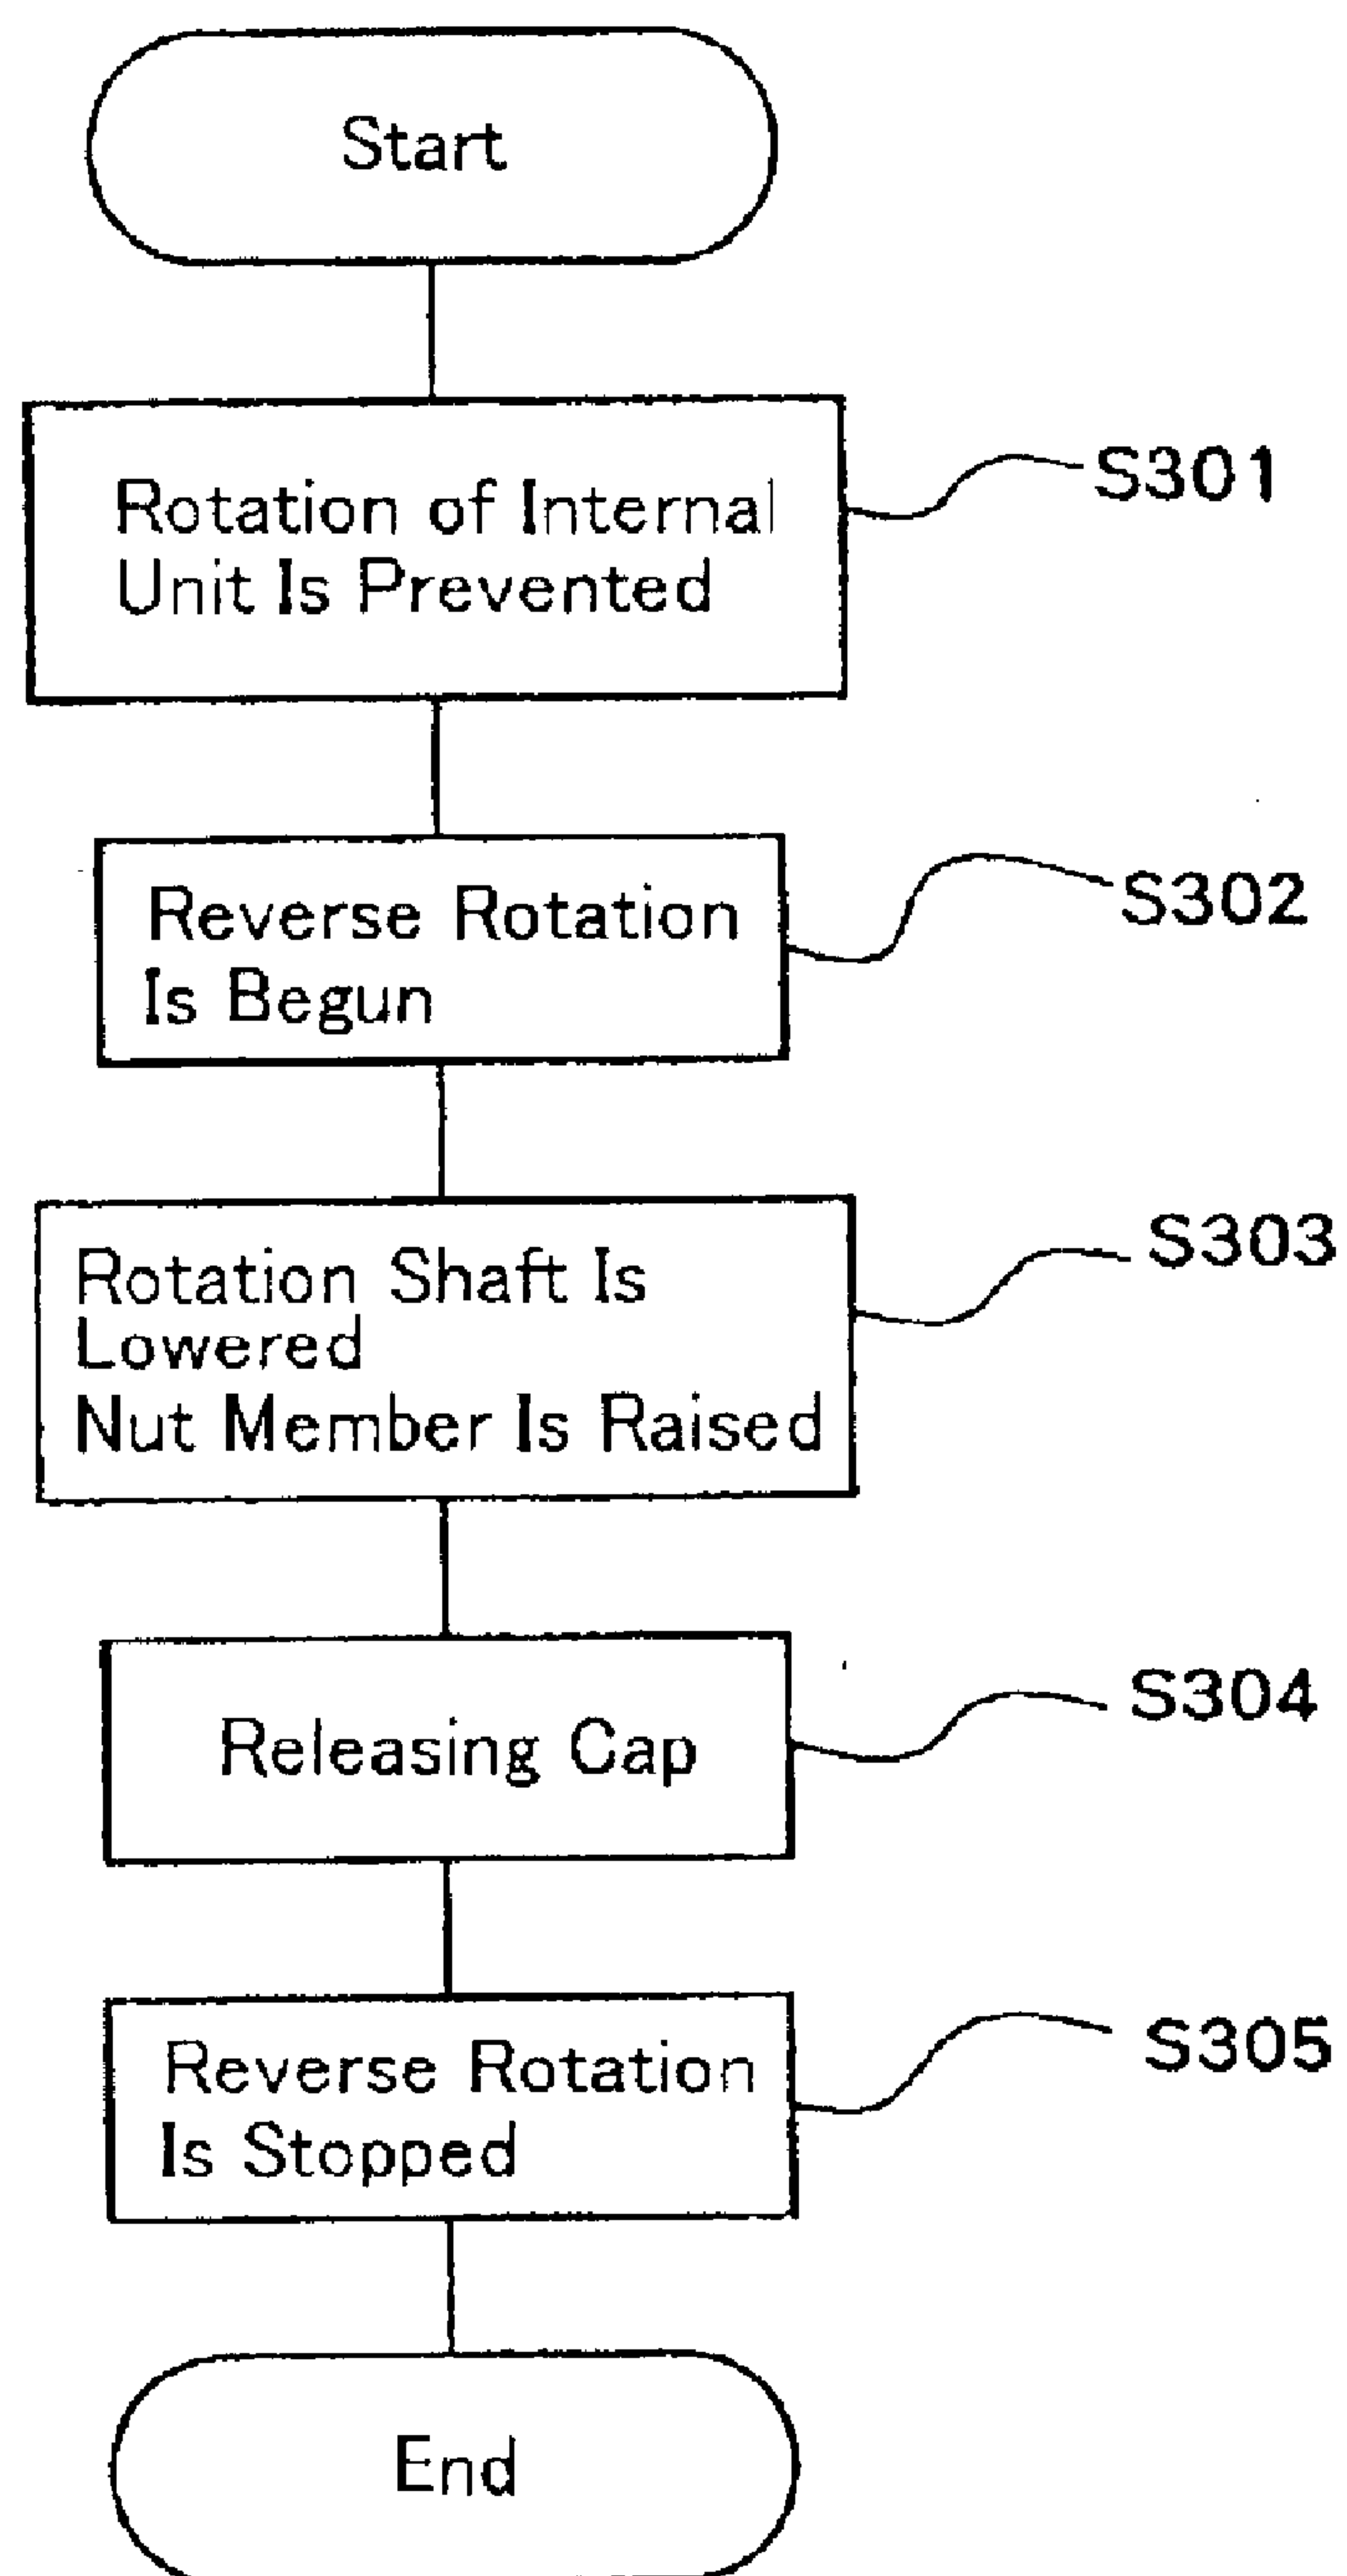 Start
Rotation of Internal
Unit Is Prevented
S301
Reverse Rotation
Is Begun
S302
Rotation Shaft Is
Lowered
Nut Member Is Raised
S303
Releasing Cap
S304
Reverse Rotation
Is Stopped
S305
End